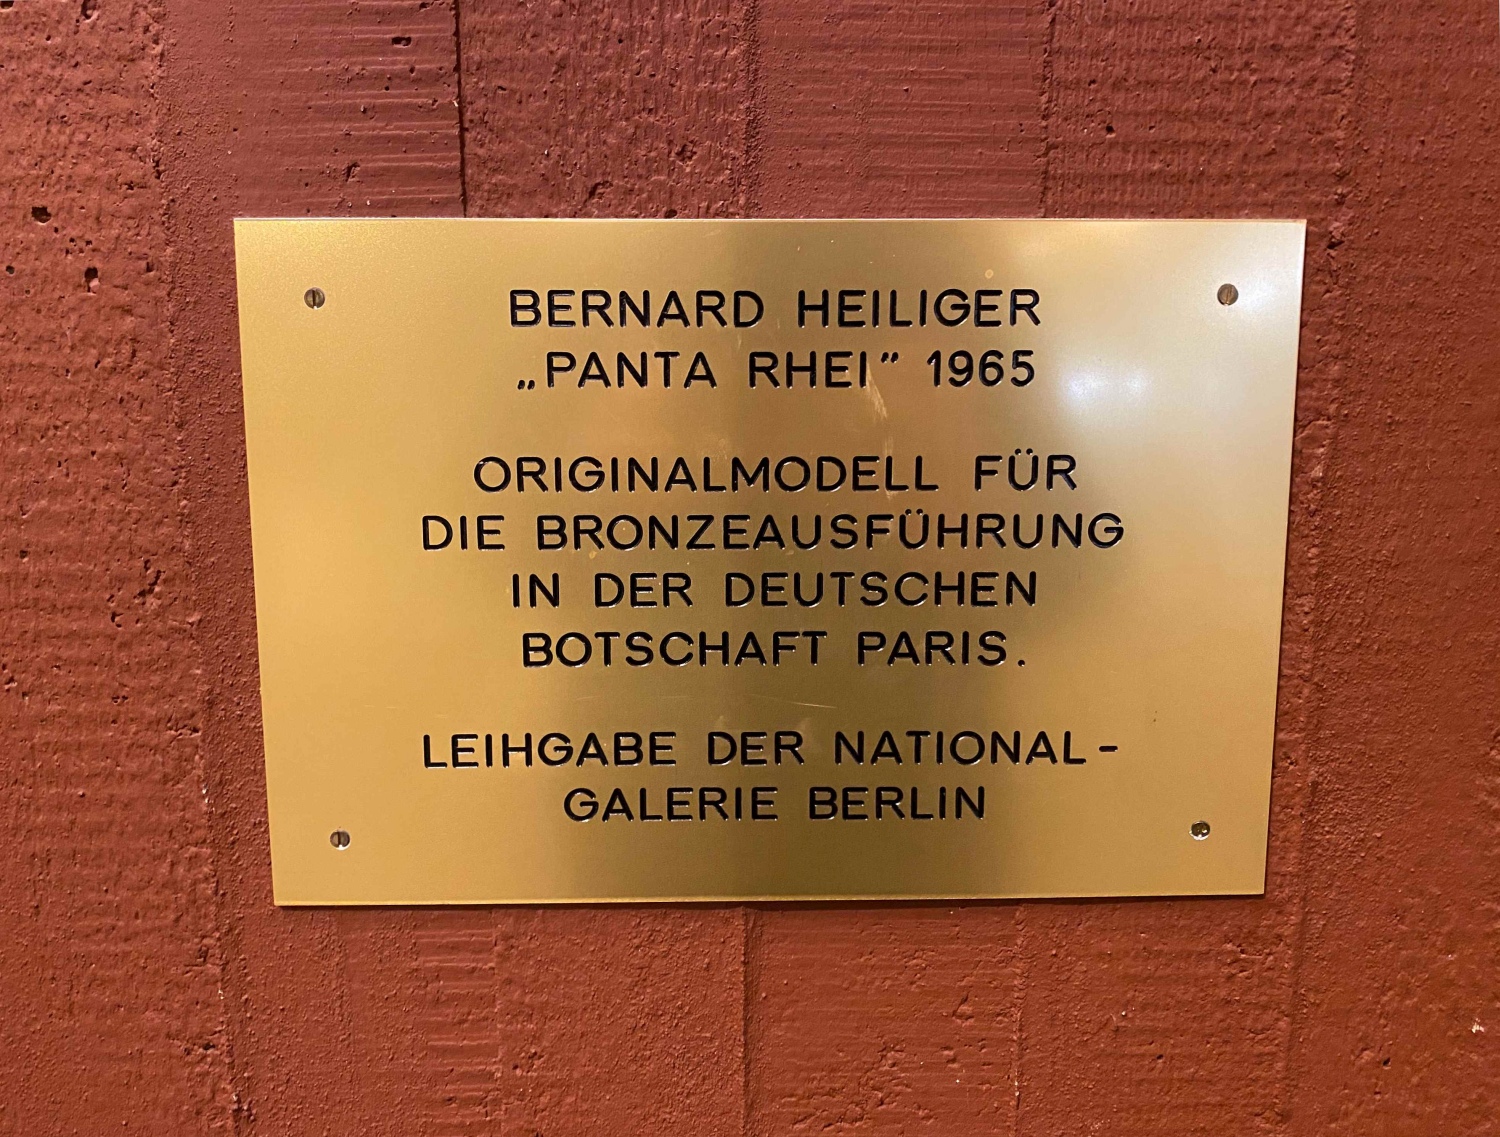 BERNARD HEILIGER
„PANTA RHEI" 1965
ORIGINALMODELL FÜR
DIE BRONZEAUSFÜHRUNG
IN DER DEUTSCHEN
BOTSCHAFT PARIS.
LEIHGABE DER NATIONAL-
GALERIE BERLIN